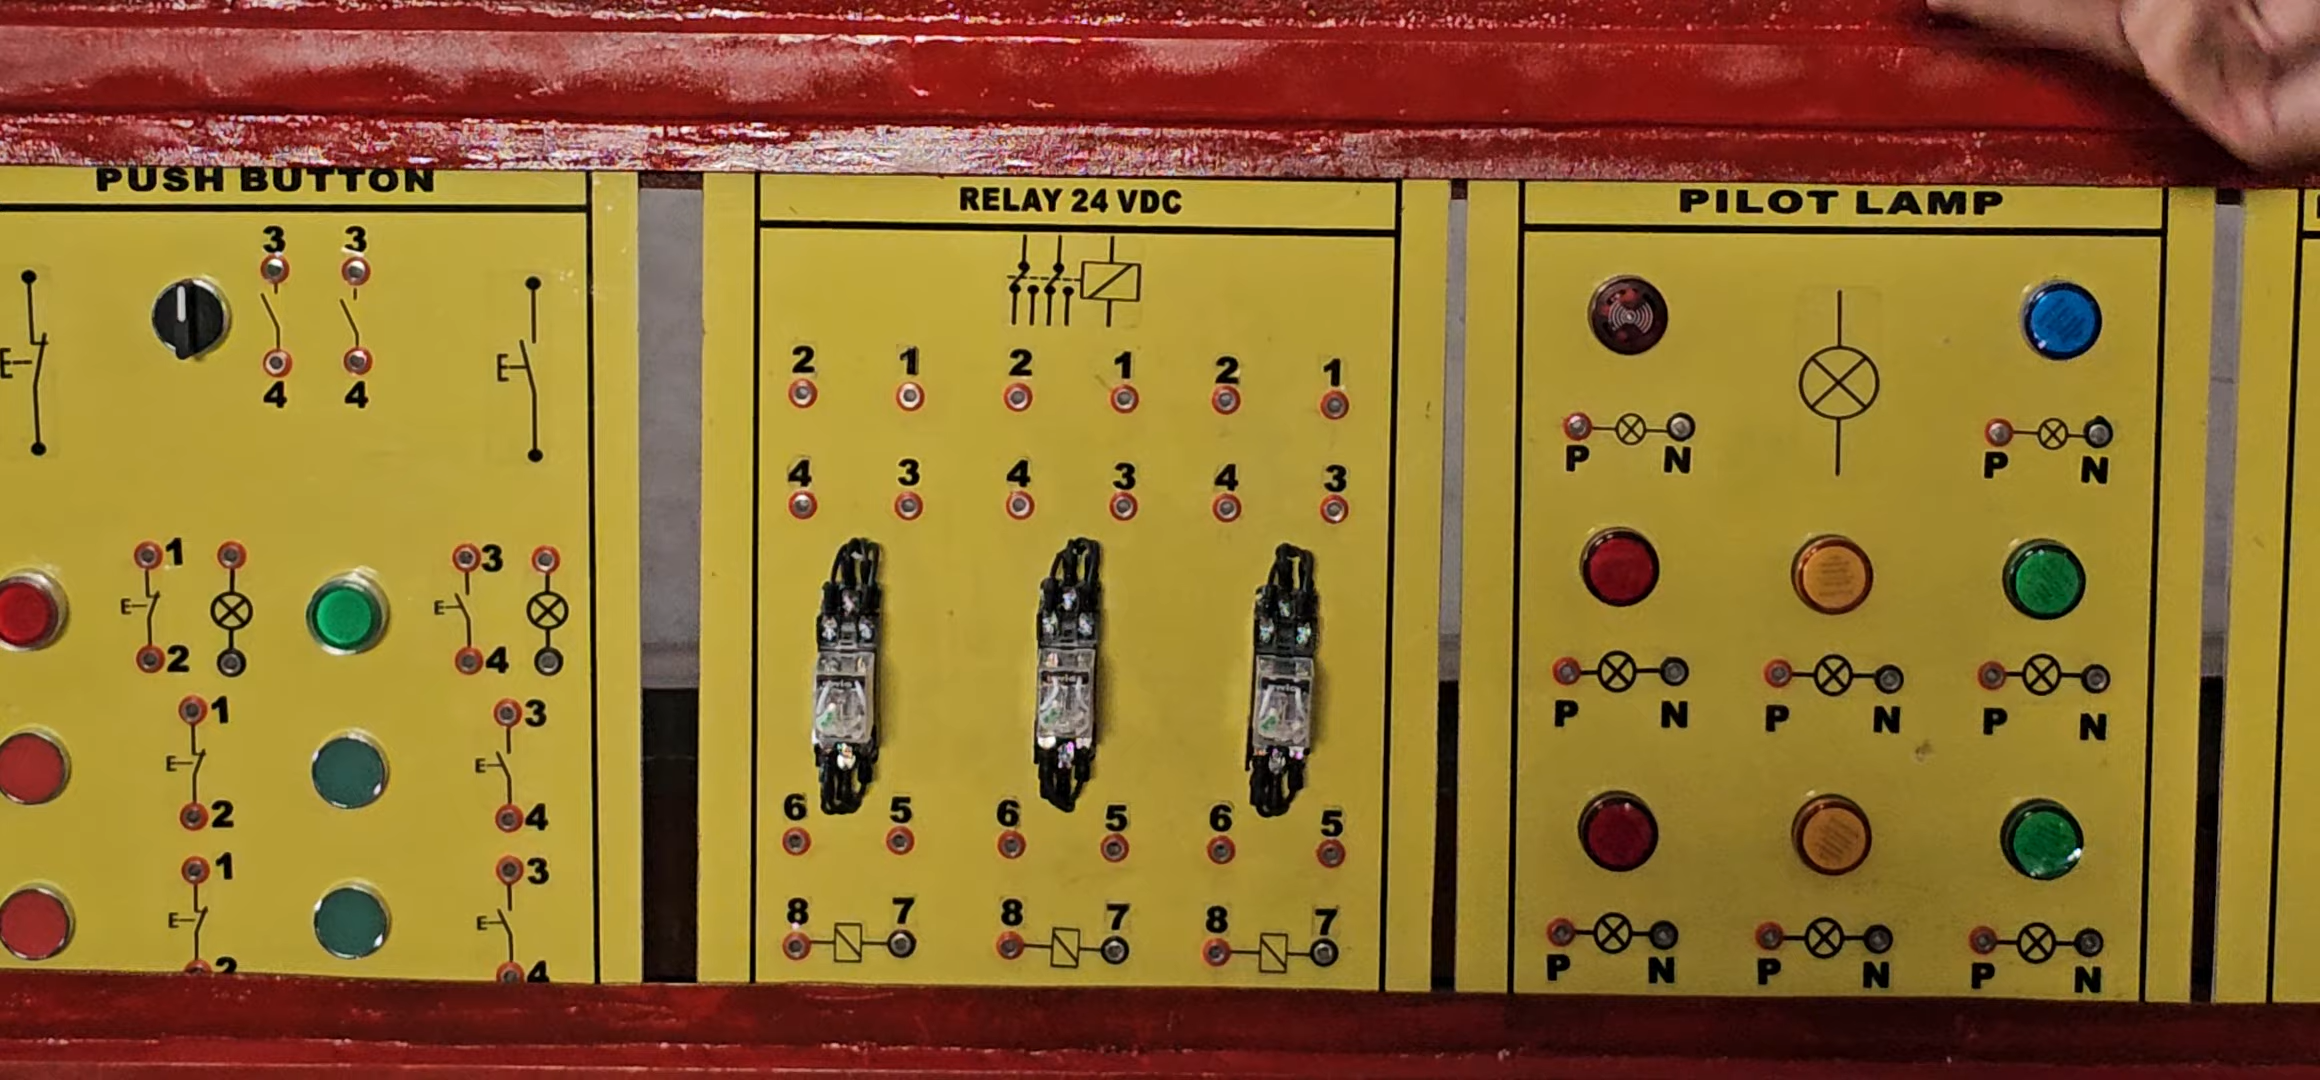 PUSH BUTTON
3 3
4 4
1 3
2 4
1 3
2 4
1 3
2 4
RELAY 24 VDC
2 1 2 1 2 1
4 3 4 3 4 3
6 5 6 5 6 5
8 7 8 7 8 7
PILOT LAMP
P N P N
P N P N P N
P N P N P N